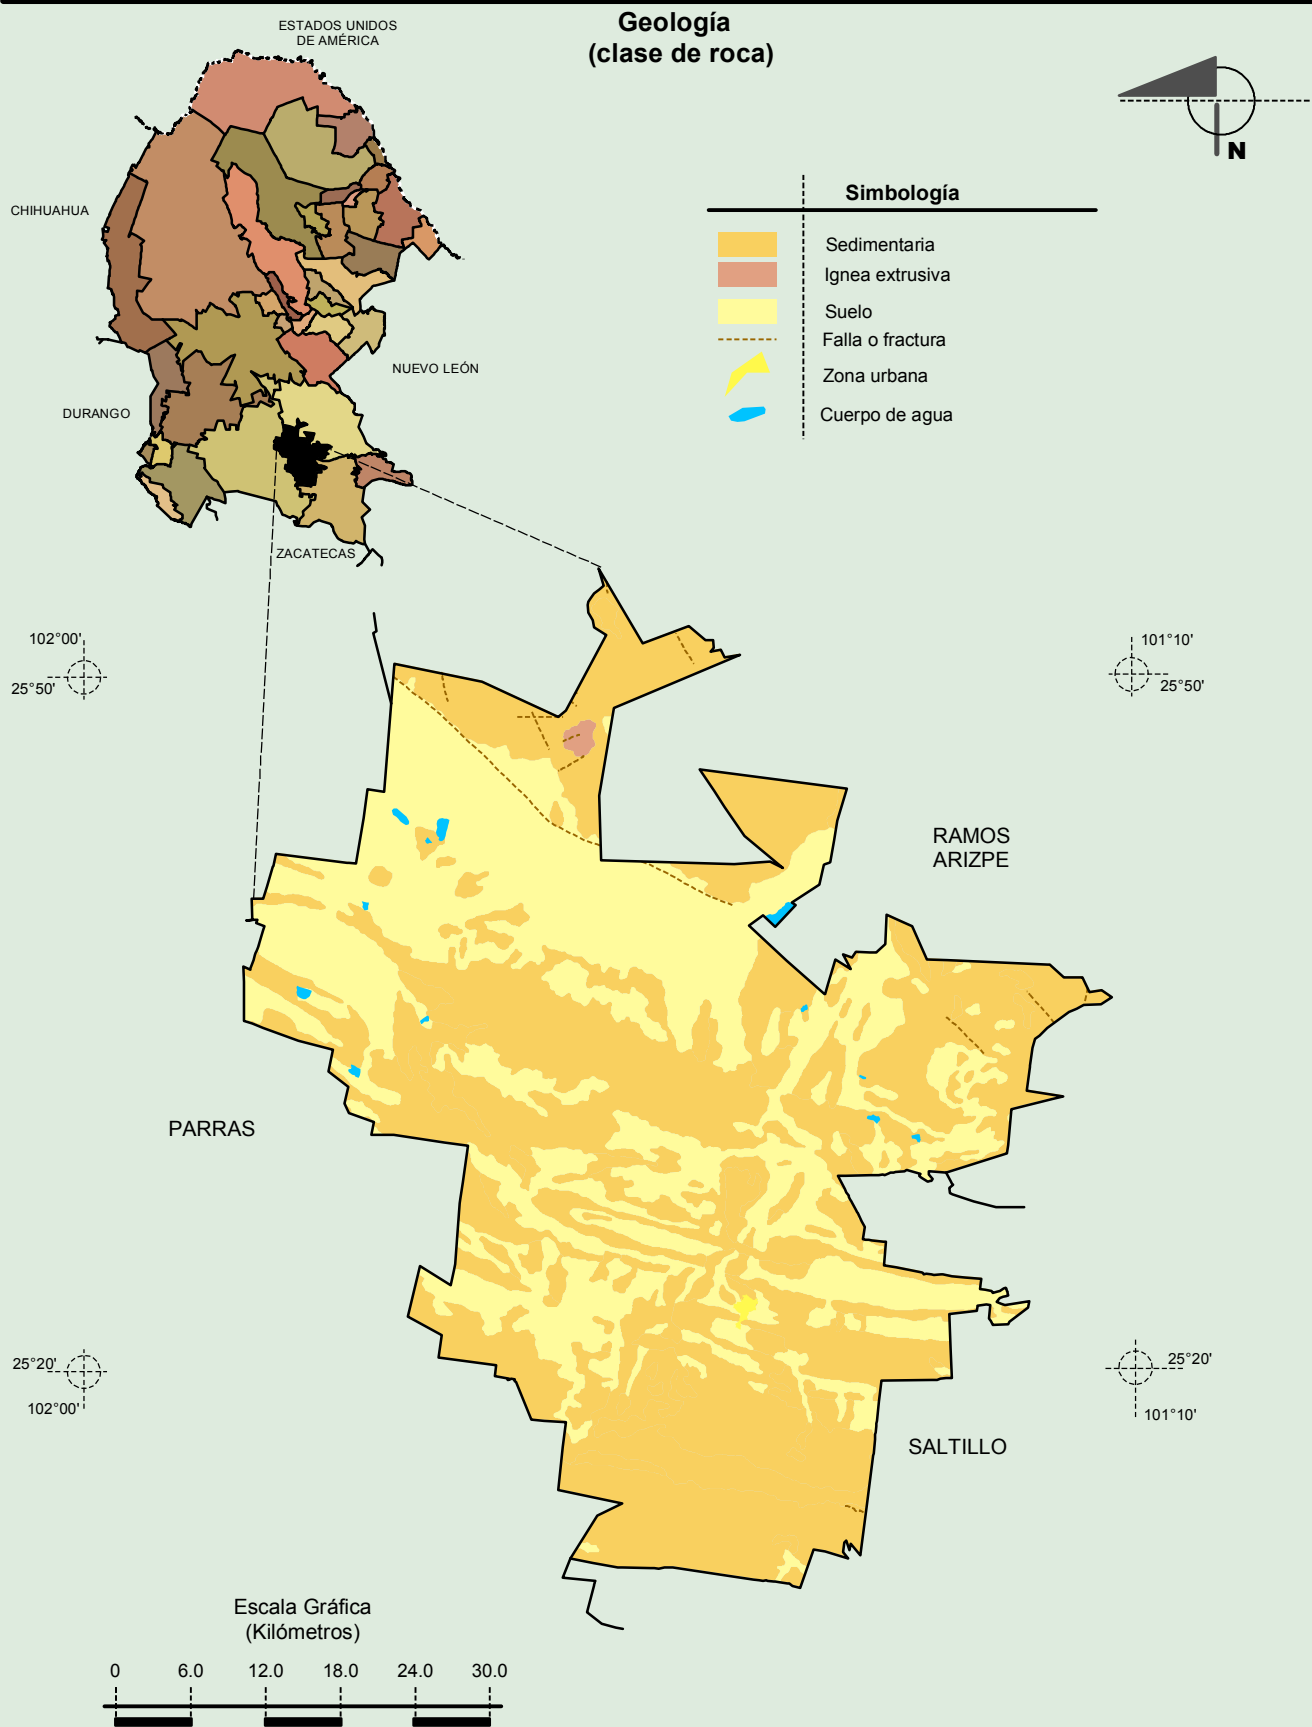 Geología
(clase de roca)
ESTADOS UNIDOS
DE AMÉRICA
N
CHIHUAHUA
NUEVO LEÓN
DURANGO
ZACATECAS
Simbología
Sedimentaria
Ignea extrusiva
Suelo
Falla o fractura
Zona urbana
Cuerpo de agua
102°00'
25°50'
101°10'
25°50'
RAMOS
ARIZPE
PARRAS
25°20'
102°00'
25°20'
101°10'
SALTILLO
Escala Gráfica
(Kilómetros)
0 6.0 12.0 18.0 24.0 30.0